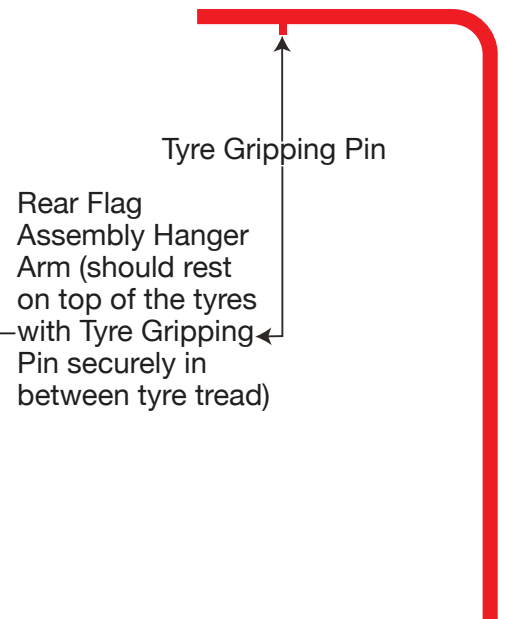 Tyre Gripping Pin
Rear Flag
Assembly Hanger
Arm (should rest
on top of the tyres
with Tyre Gripping
Pin securely in
between tyre tread)